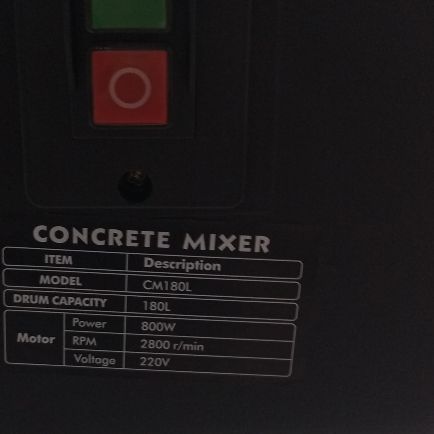 CONCRETE MIXER
ITEM Description
MODEL CM180L
DRUM CAPACITY 180L
Motor Power 800W
RPM 2800 r/min
Voltage 220V